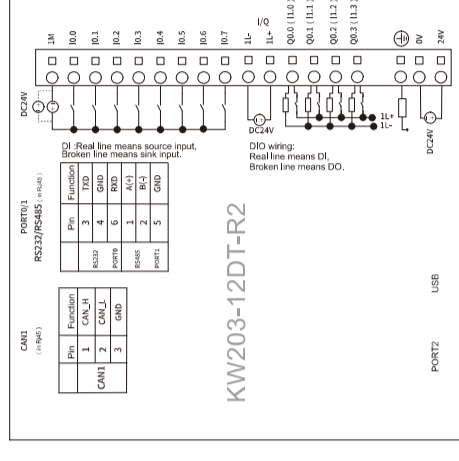 I/Q
1M
I0.0
I0.1
I0.2
I0.3
I0.4
I0.5
I0.6
I0.7
1L-
1L+
Q0.0 ( I1.0 )
Q0.1 ( I1.1 )
Q0.2 ( I1.2 )
Q0.3 ( I1.3 )
0V
24V
DC24V
DC24V
1L+
1L-
DC24V
DI :Real line means source input,
Broken line means sink input.
DIO wiring:
Real line means DI,
Broken line means DO.
PORT0/1
RS232/RS485 ( in RJ45 )
Pin Function
RS232 3 TXD
4 GND
PORT0 6 RXD
RS485 1 A(+)
2 B(-)
PORT1 5 GND
CAN1
( in RJ45 )
Pin Function
CAN1 1 CAN_H
2 CAN_L
3 GND
KW203-12DT-R2
PORT2 USB